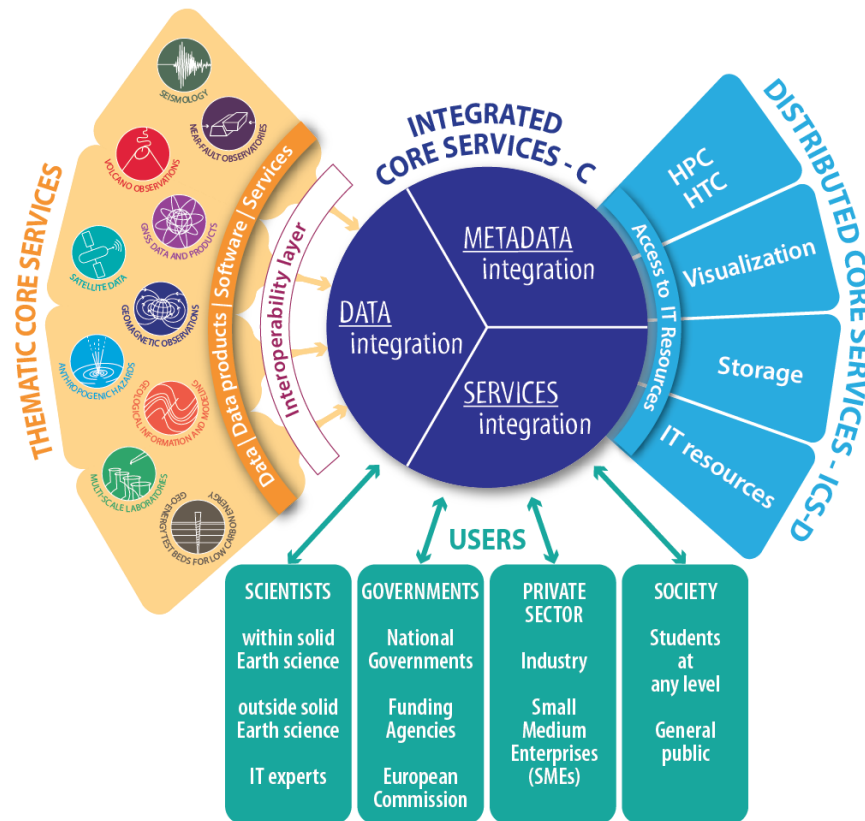 THEMATIC CORE SERVICES
SEISMOLOGY
NEAR-FAULT OBSERVATORIES
VOLCANO OBSERVATIONS
GNSS DATA AND PRODUCTS
SATELLITE DATA
GEOMAGNETIC OBSERVATIONS
ANTHROPOGENIC HAZARDS
GEOLOGICAL INFORMATION AND MODELING
MULTI-SCALE LABORATORIES
GEO-ENERGY TEST BEDS FOR LOW CARBON ENERGY
Data | Data products | Software | Services
Interoperability layer
INTEGRATED
CORE SERVICES - C
METADATA
integration
DATA
integration
SERVICES
integration
Access to IT Resources
HPC
HTC
Visualization
Storage
IT resources
DISTRIBUTED CORE SERVICES - ICS-D
USERS
SCIENTISTS
within solid
Earth science
outside solid
Earth science
IT experts
GOVERNMENTS
National
Governments
Funding
Agencies
European
Commission
PRIVATE
SECTOR
Industry
Small
Medium
Enterprises
(SMEs)
SOCIETY
Students
at
any level
General
public